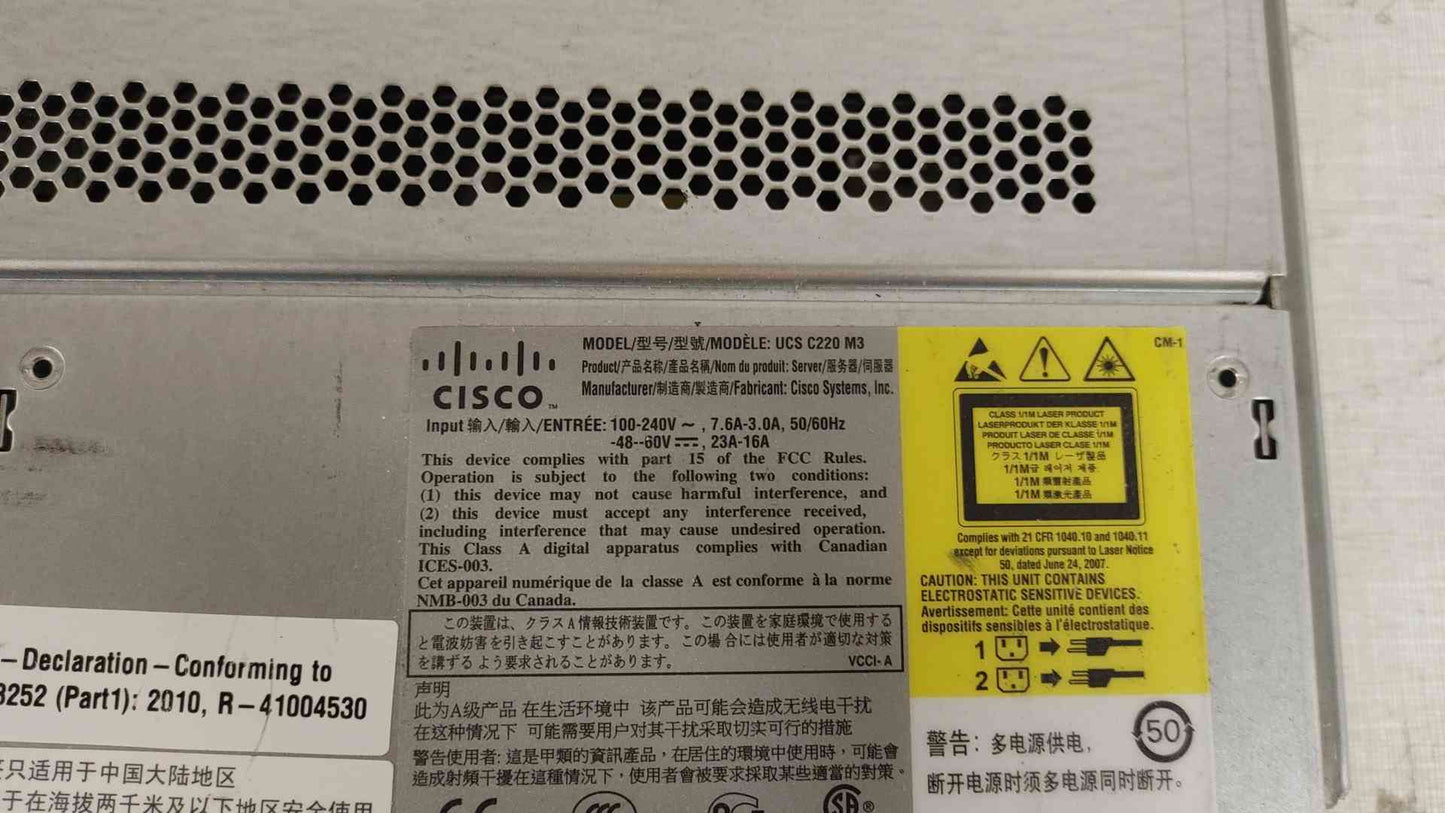 MODEL/型号/型號/MODÈLE: UCS C220 M3
Product/产品名称/產品名稱/Nom du produit: Server/服务器/伺服器
Manufacturer/制造商/製造商/Fabricant: Cisco Systems, Inc.
CISCO™
Input 输入/輸入/ENTRÉE: 100-240V ~ , 7.6A-3.0A, 50/60Hz
-48--60V ⎓ , 23A-16A
This device complies with part 15 of the FCC Rules.
Operation is subject to the following two conditions:
(1) this device may not cause harmful interference, and
(2) this device must accept any interference received,
including interference that may cause undesired operation.
This Class A digital apparatus complies with Canadian
ICES-003.
Cet appareil numérique de la classe A est conforme à la norme
NMB-003 du Canada.
この装置は、クラスA情報技術装置です。この装置を家庭環境で使用する
と電波妨害を引き起こすことがあります。この場合には使用者が適切な対策
を講ずるよう要求されることがあります。 VCCI-A
声明
此为A级产品 在生活环境中 该产品可能会造成无线电干扰
在这种情况下 可能需要用户对其干扰采取切实可行的措施
警告使用者: 這是甲類的資訊產品，在居住的環境中使用時，可能會
造成射頻干擾在這種情況下，使用者會被要求採取某些適當的對策。
CM-1
CLASS 1/1M LASER PRODUCT
LASERPRODUKT DER KLASSE 1/1M
PRODUIT LASER DE CLASSE 1/1M
PRODUCTO LASER CLASE 1/1M
クラス1/1M レーザ製品
1/1M급 레이저 제품
1/1M 類雷射產品
1/1M 類激光產品
Complies with 21 CFR 1040.10 and 1040.11
except for deviations pursuant to Laser Notice
50, dated June 24, 2007.
CAUTION: THIS UNIT CONTAINS
ELECTROSTATIC SENSITIVE DEVICES.
Avertissement: Cette unité contient des
dispositifs sensibles à l'électrostatique.
1
2
警告: 多电源供电，
断开电源时须多电源同时断开。
50
– Declaration – Conforming to
3252 (Part1): 2010, R – 41004530
只适用于中国大陆地区
于在海拔两千米及以下地区安全使用